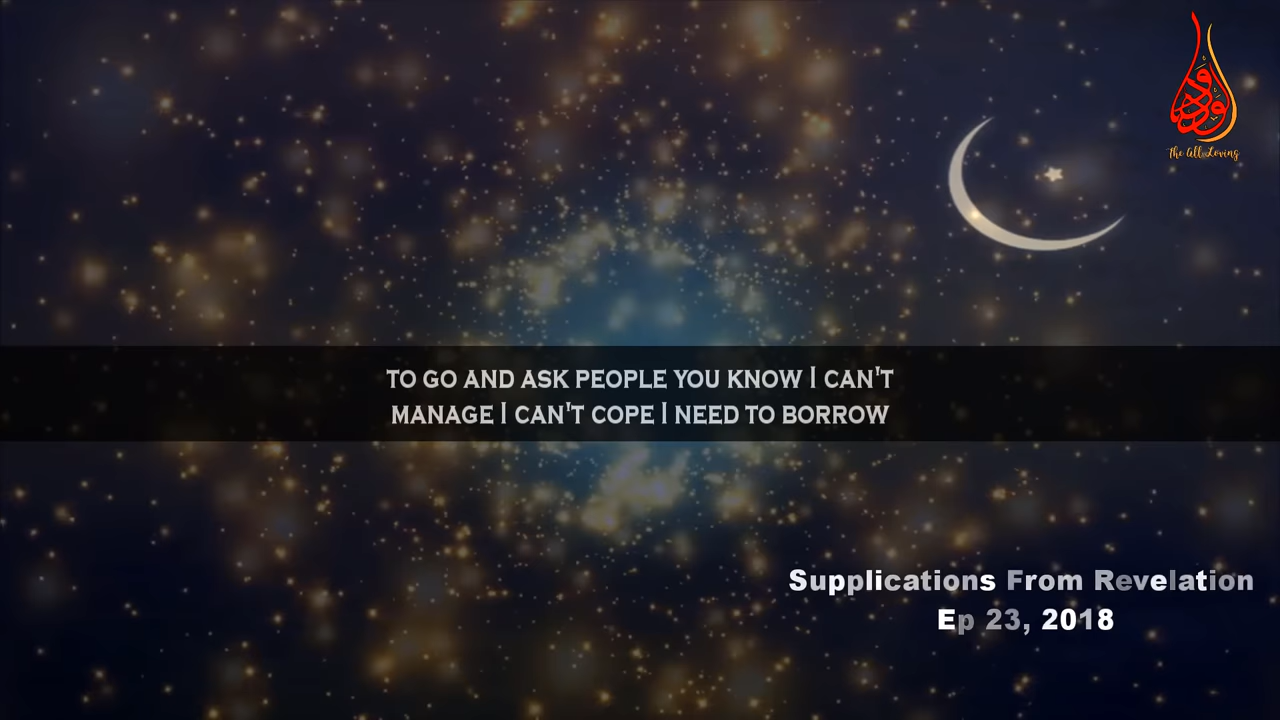 الودود
The All Loving
TO GO AND ASK PEOPLE YOU KNOW I CAN'T
MANAGE I CAN'T COPE I NEED TO BORROW
Supplications From Revelation
Ep 23, 2018